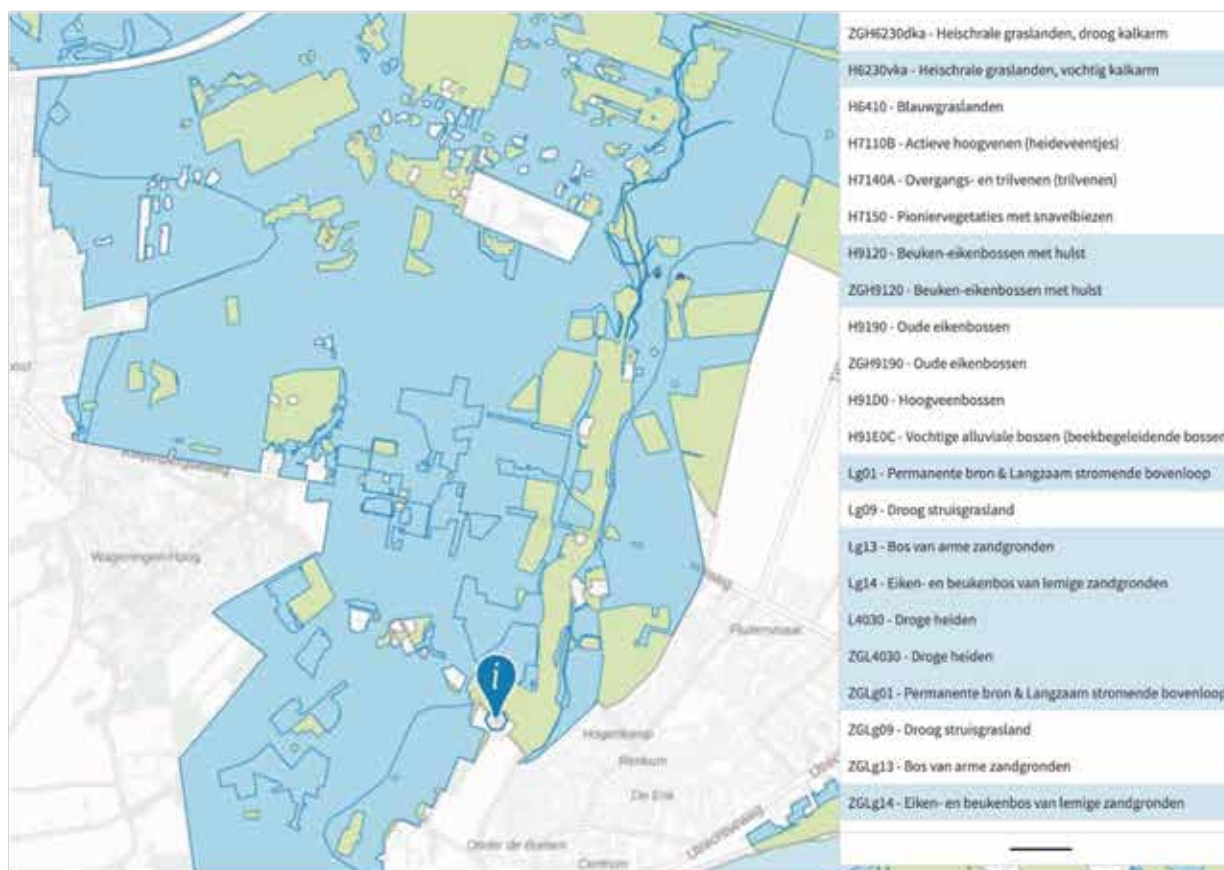 ZGH6230dka - Heischrale graslanden, droog kalkarm
H6230vka - Heischrale graslanden, vochtig kalkarm
H6410 - Blauwgraslanden
H7110B - Actieve hoogvenen (heideveentjes)
H7140A - Overgangs- en trilvenen (trilvenen)
H7150 - Pioniervegetaties met snavelbiezen
H9120 - Beuken-eikenbossen met hulst
ZGH9120 - Beuken-eikenbossen met hulst
H9190 - Oude eikenbossen
ZGH9190 - Oude eikenbossen
H91D0 - Hoogveenbossen
H91E0C - Vochtige alluviale bossen (beekbegeleidende bossen
Lg01 - Permanente bron & Langzaam stromende bovenloop
Lg09 - Droog struisgrasland
Lg13 - Bos van arme zandgronden
Lg14 - Eiken- en beukenbos van lemige zandgronden
L4030 - Droge heiden
ZGL4030 - Droge heiden
ZGLg01 - Permanente bron & Langzaam stromende bovenloop
ZGLg09 - Droog struisgrasland
ZGLg13 - Bos van arme zandgronden
ZGLg14 - Eiken- en beukenbos van lemige zandgronden
oost
Wageningen-Hoog
i
Hogenkamp
Renkum
Utrechtseweg
Centrum